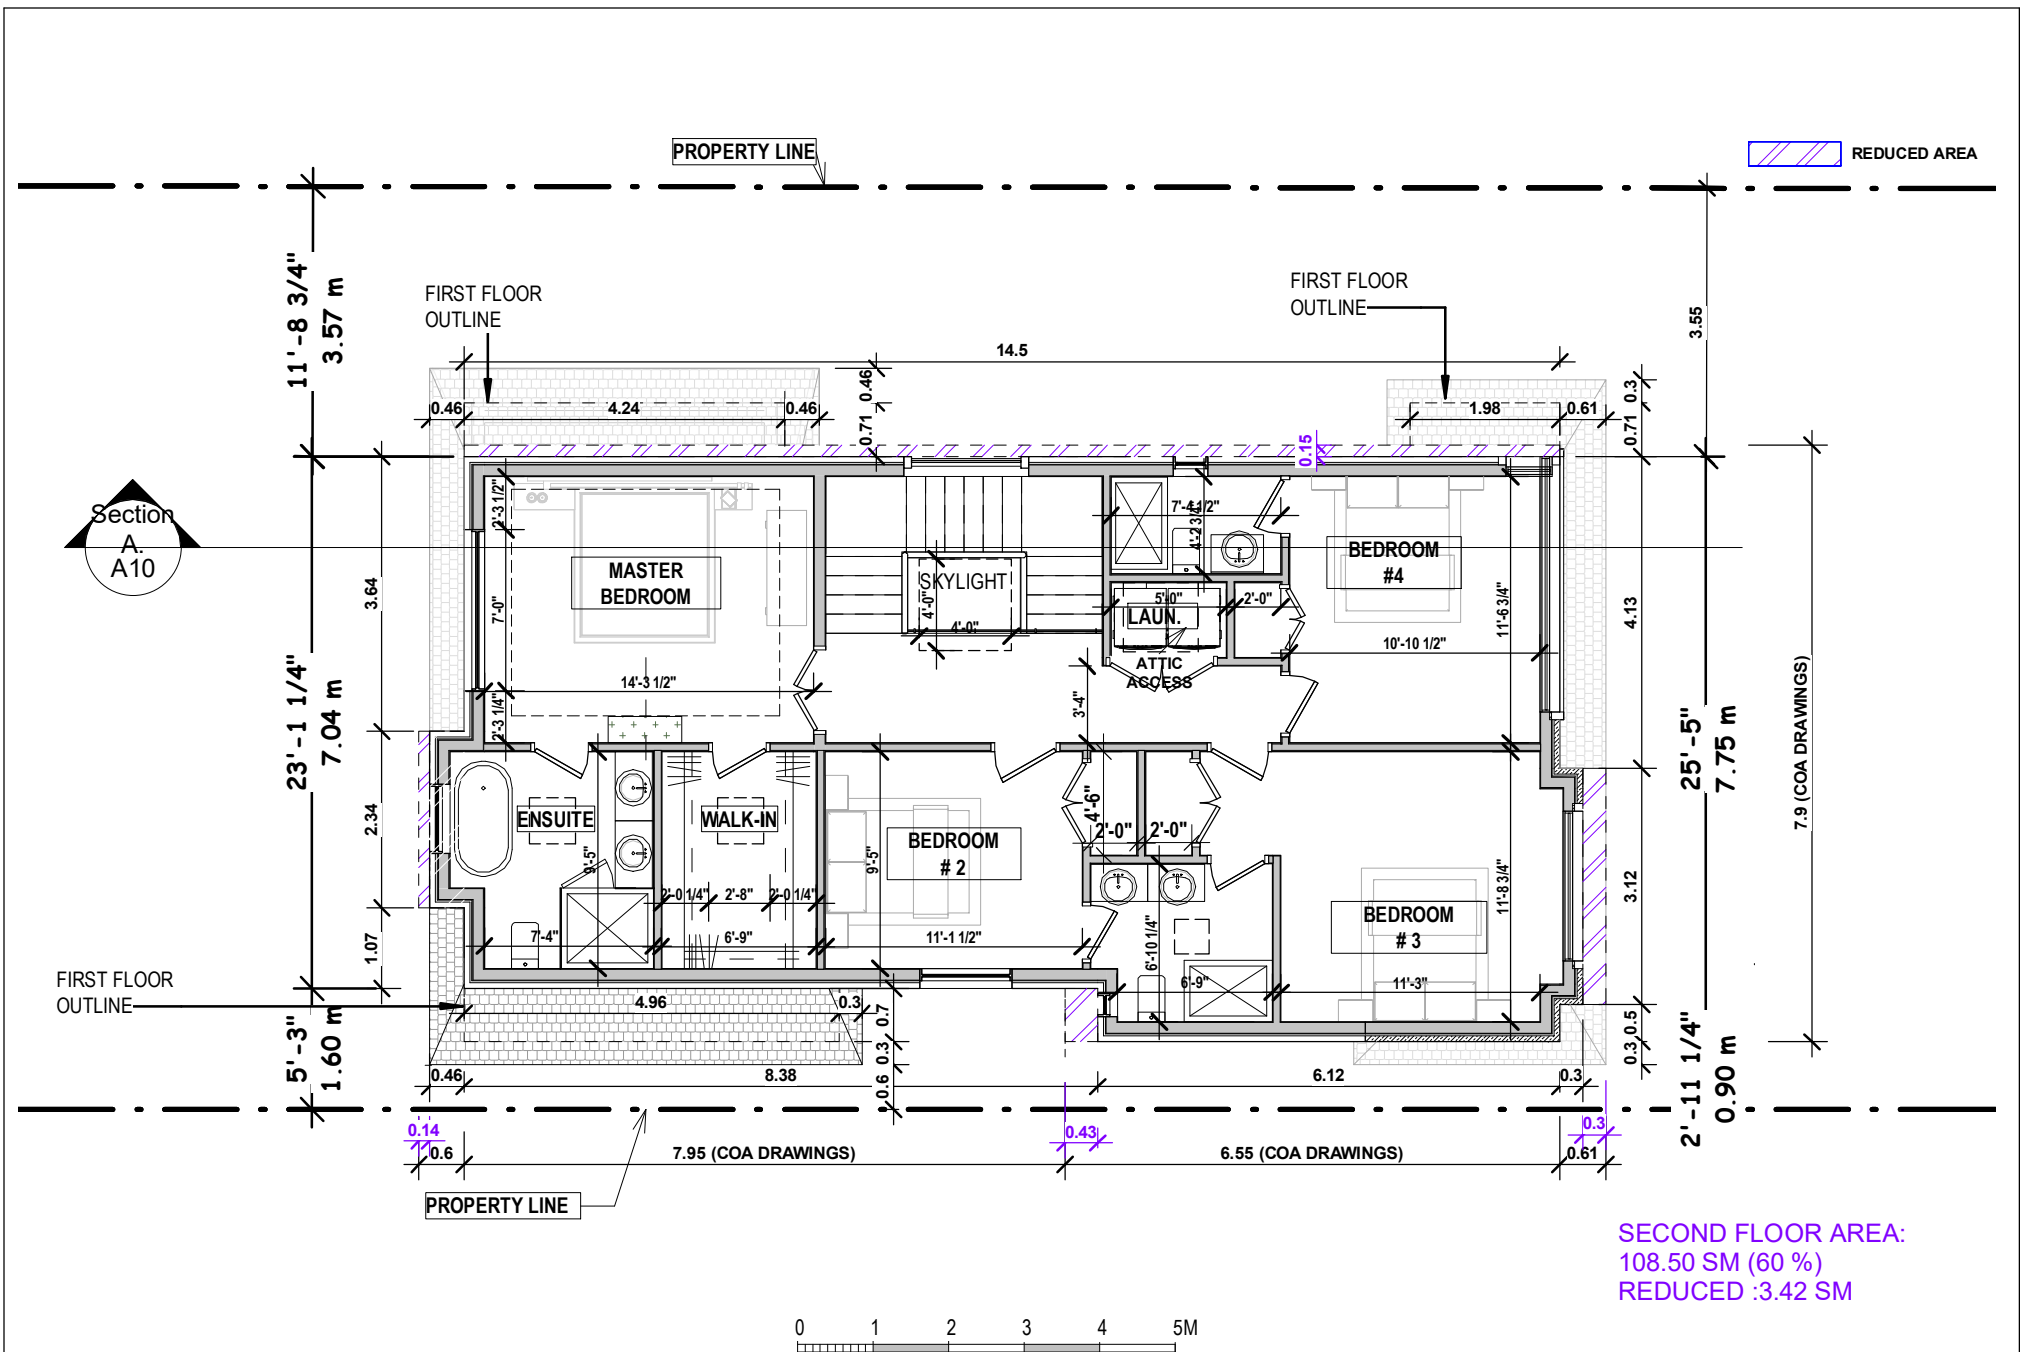 PROPERTY LINE
REDUCED AREA
11'-8 3/4"
3.57 m
FIRST FLOOR
OUTLINE
FIRST FLOOR
OUTLINE
3.55
14.5
0.46
4.24
0.46
0.46
0.71
1.98
0.61
0.3
0.71
0.15
7.9 (COA DRAWINGS)
Section
A.
A10
3.64
2.34
1.07
23'-1 1/4"
7.04 m
2'-3 1/2"
7'-0"
2'-3 1/4"
MASTER
BEDROOM
14'-3 1/2"
SKYLIGHT
4'-0"
4'-0"
7'-4 1/2"
4'-2 3/4"
BEDROOM
#4
11'-6 3/4"
10'-10 1/2"
5'-0"
2'-0"
LAUN.
ATTIC
ACCESS
3'-4"
4.13
25'-5"
7.75 m
ENSUITE
9'-5"
WALK-IN
2'-0 1/4"
2'-8"
2'-0 1/4"
7'-4"
6'-9"
BEDROOM
# 2
9'-5"
11'-1 1/2"
4'-6"
2'-0"
2'-0"
6'-10 1/4"
6'-9"
BEDROOM
# 3
11'-8 3/4"
11'-3"
3.12
0.5
0.3
FIRST FLOOR
OUTLINE
5'-3"
1.60 m
4.96
0.3
0.7
0.3
0.6
0.46
8.38
6.12
0.3
2'-11 1/4"
0.90 m
0.14
0.6
7.95 (COA DRAWINGS)
0.43
6.55 (COA DRAWINGS)
0.3
0.61
PROPERTY LINE
SECOND FLOOR AREA:
108.50 SM (60 %)
REDUCED :3.42 SM
0 1 2 3 4 5M